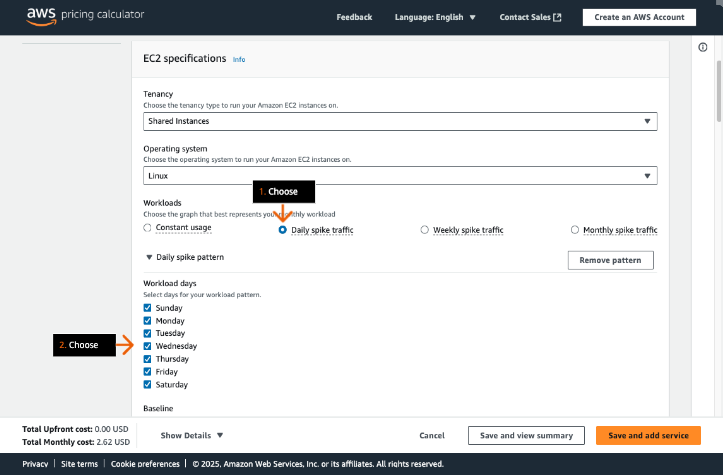 aws pricing calculator
Feedback
Language: English
Contact Sales
Create an AWS Account
EC2 specifications
Info
Tenancy
Choose the tenancy type to run your Amazon EC2 instances on.
Shared Instances
Operating system
Choose the operating system to run your Amazon EC2 instances on.
Linux
1. Choose
Workloads
Choose the graph that best represents your monthly workload
Constant usage
Daily spike traffic
Weekly spike traffic
Monthly spike traffic
Daily spike pattern
Remove pattern
Workload days
Select days for your workload pattern.
Sunday
Monday
Tuesday
2. Choose
Wednesday
Thursday
Friday
Saturday
Baseline
Total Upfront cost: 0.00 USD
Total Monthly cost: 2.62 USD
Show Details
Cancel
Save and view summary
Save and add service
Privacy | Site terms | Cookie preferences | © 2025, Amazon Web Services, Inc. or its affiliates. All rights reserved.